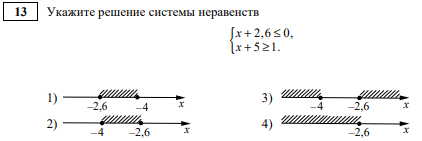 13 Укажите решение системы неравенств
{x + 2,6 ≤ 0,
{x + 5 ≥ 1.
1) –2,6 –4 x
3) –4 –2,6 x
2) –4 –2,6 x
4) –2,6 x